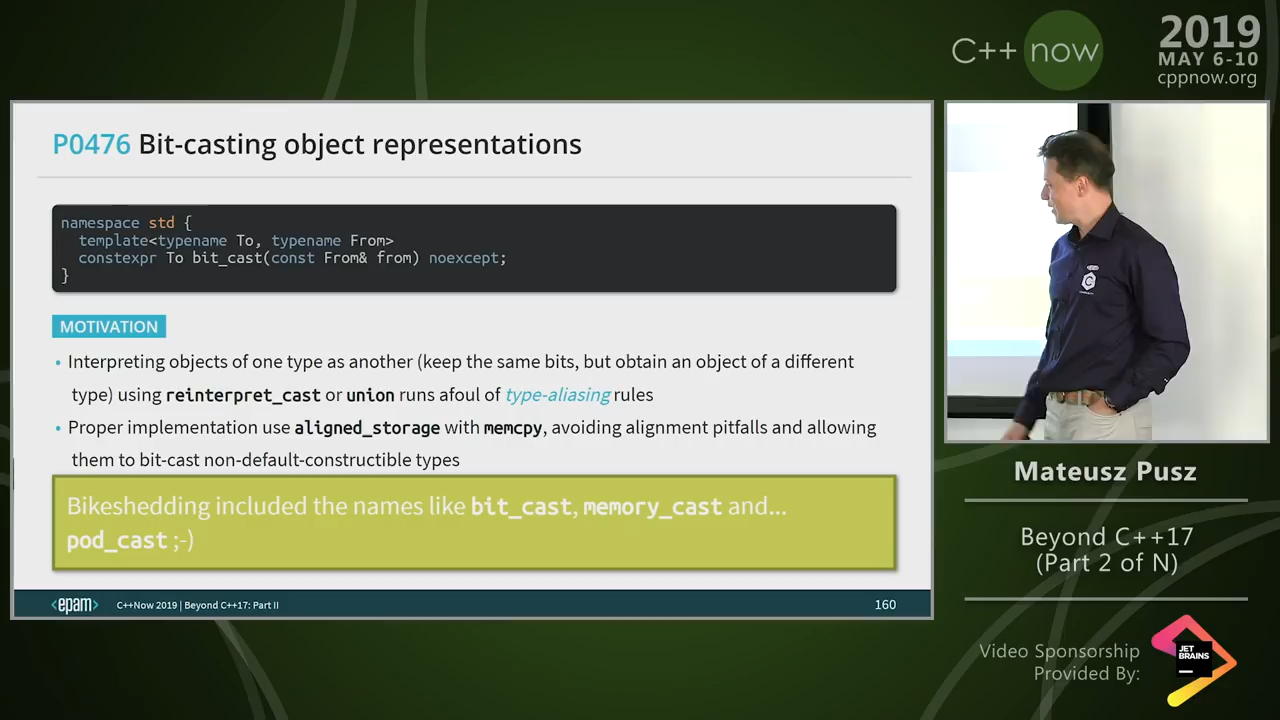 C++ now
2019
MAY 6-10
cppnow.org
P0476 Bit-casting object representations
namespace std {
template<typename To, typename From>
constexpr To bit_cast(const From& from) noexcept;
}
MOTIVATION
• Interpreting objects of one type as another (keep the same bits, but obtain an object of a different
type) using reinterpret_cast or union runs afoul of type-aliasing rules
• Proper implementation use aligned_storage with memcpy, avoiding alignment pitfalls and allowing
them to bit-cast non-default-constructible types
Bikeshedding included the names like bit_cast, memory_cast and...
pod_cast ;-)
<epam> C++Now 2019 | Beyond C++17: Part II 160
Mateusz Pusz
Beyond C++17
(Part 2 of N)
Video Sponsorship
Provided By:
JET
BRAINS